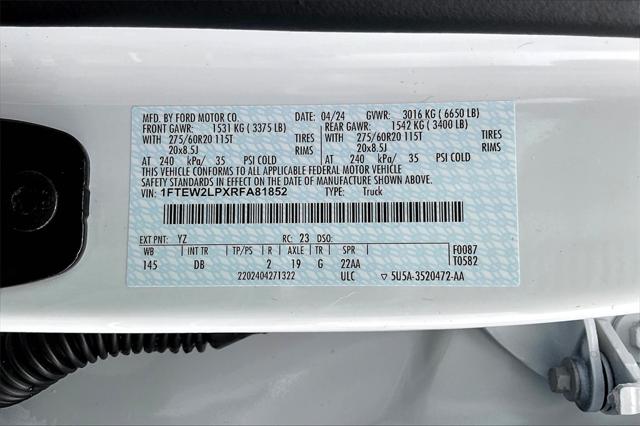 MFD. BY FORD MOTOR CO. DATE: 04/24 GVWR: 3016 KG ( 6650 LB)
FRONT GAWR: 1531 KG ( 3375 LB) REAR GAWR: 1542 KG ( 3400 LB)
WITH 275/60R20 115T TIRES WITH 275/60R20 115T TIRES
20x8.5J RIMS 20x8.5J RIMS
AT 240 kPa/ 35 PSI COLD AT 240 kPa/ 35 PSI COLD
THIS VEHICLE CONFORMS TO ALL APPLICABLE FEDERAL MOTOR VEHICLE
SAFETY STANDARDS IN EFFECT ON THE DATE OF MANUFACTURE SHOWN ABOVE.
VIN: 1FTEW2LPXRFA81852 TYPE: Truck
EXT PNT: YZ RC: 23 DSO:
WB INT TR TP/PS R AXLE TR SPR F0087
145 DB 2 19 G 22AA T0582
2202404271322 ULC ▽ 5U5A-3520472-AA